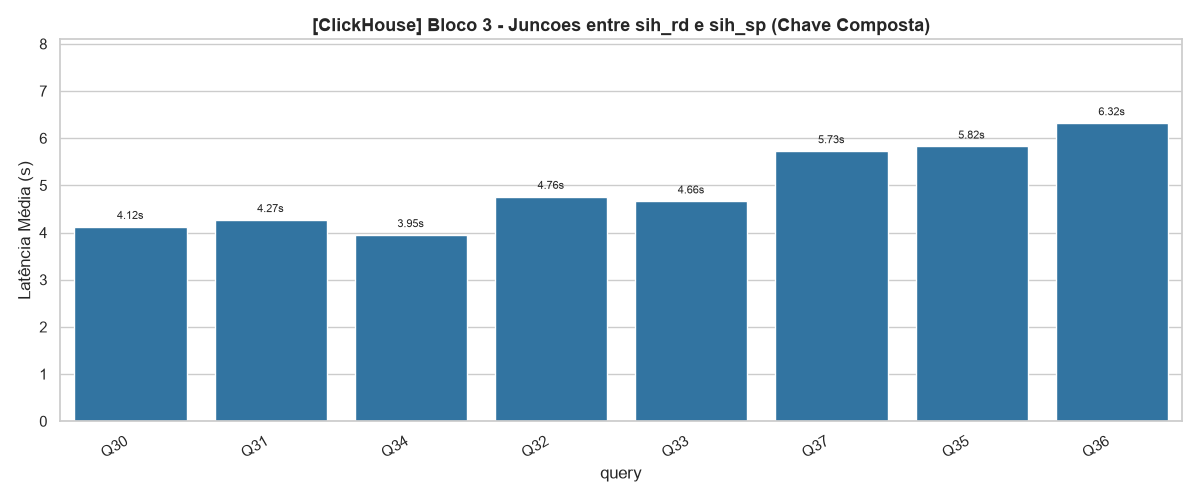 [ClickHouse] Bloco 3 - Juncoes entre sih_rd e sih_sp (Chave Composta)
Latência Média (s)
8
7
6
5
4
3
2
1
0
4.12s
4.27s
3.95s
4.76s
4.66s
5.73s
5.82s
6.32s
Q30
Q31
Q34
Q32
Q33
Q37
Q35
Q36
query